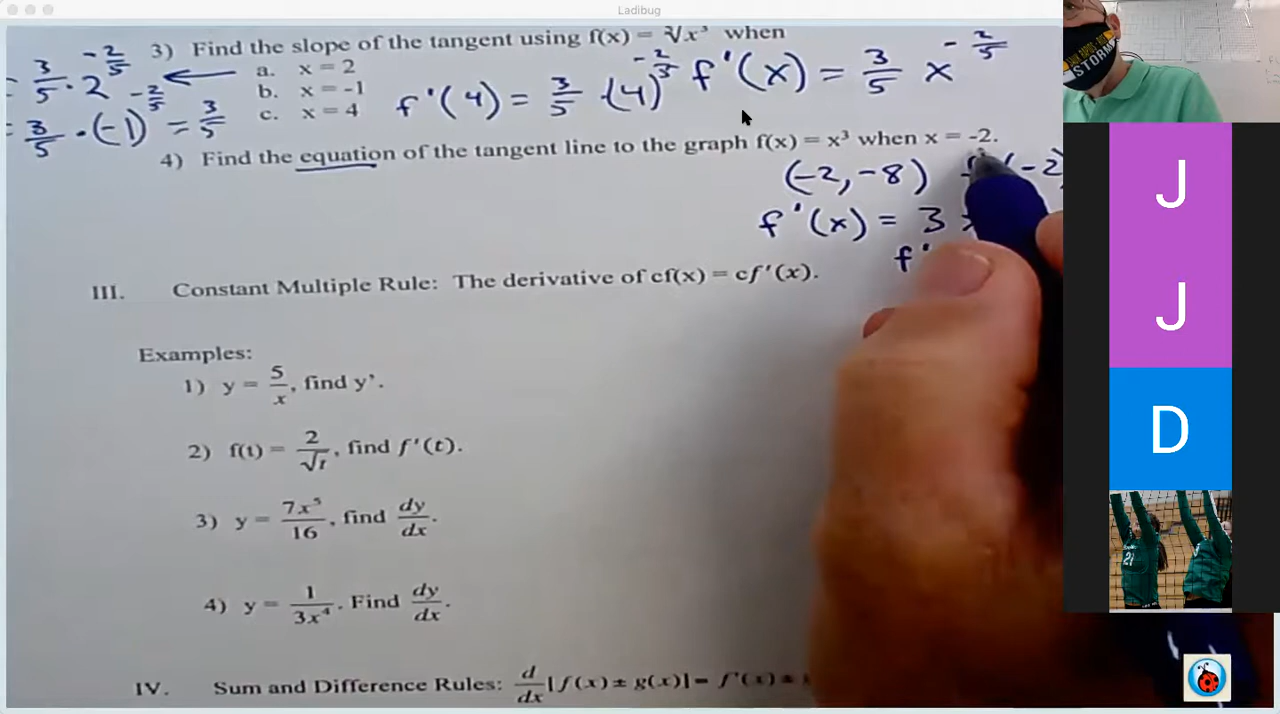 Ladibug
3) Find the slope of the tangent using f(x) = ⁵√x³ when
a. x = 2
b. x = -1
c. x = 4
= 3/5 · 2^(-2/5)
= 3/5 · (-1)^(-2/5) = 3/5
f'(4) = 3/5 · (4)^(-2/3)
f'(x) = 3/5 x^(-2/5)
4) Find the equation of the tangent line to the graph f(x) = x³ when x = -2.
(-2, -8)
f'(x) = 3
f'
III. Constant Multiple Rule: The derivative of cf(x) = cf'(x).
Examples:
1) y = 5/x, find y'.
2) f(t) = 2/√t, find f'(t).
3) y = 7x⁵/16, find dy/dx.
4) y = 1/3x⁴. Find dy/dx.
IV. Sum and Difference Rules: d/dx[f(x) ± g(x)] = f'(x) ±
J
J
D
STORM
21